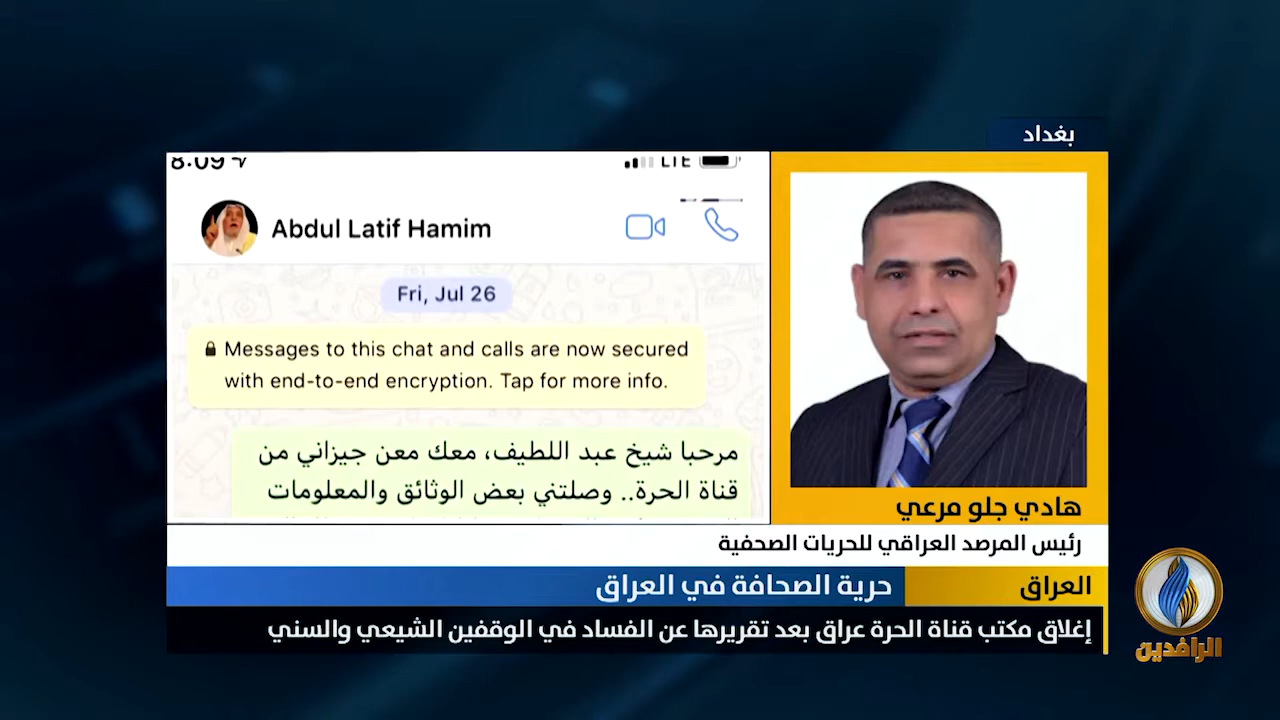 بغداد
8:09
LTE
Abdul Latif Hamim
Fri, Jul 26
Messages to this chat and calls are now secured
with end-to-end encryption. Tap for more info.
مرحبا شيخ عبد اللطيف، معك معن جيزاني من
قناة الحرة.. وصلتني بعض الوثائق والمعلومات
هادي جلو مرعي
رئيس المرصد العراقي للحريات الصحفية
العراق
حرية الصحافة في العراق
إغلاق مكتب قناة الحرة عراق بعد تقريرها عن الفساد في الوقفين الشيعي والسني
الرافدين